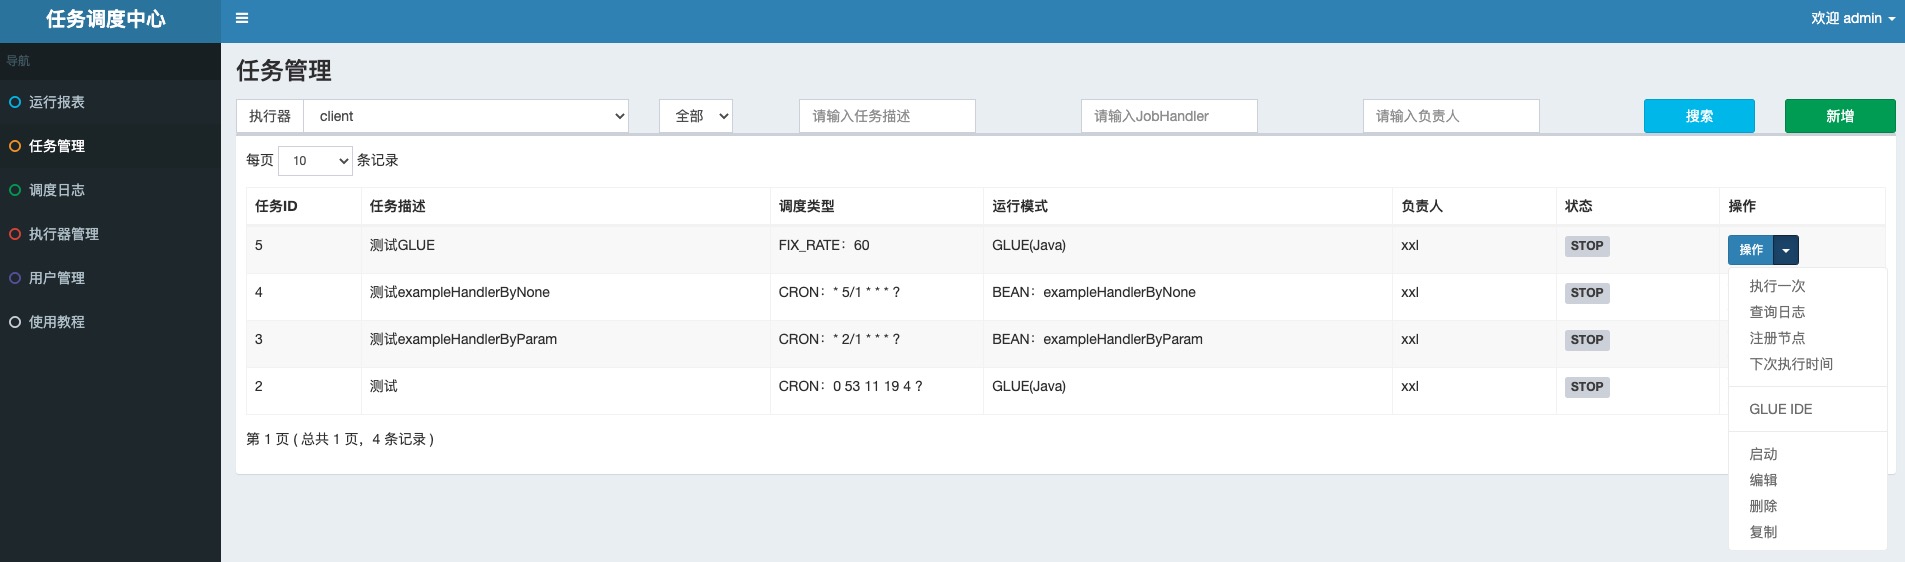 任务调度中心
欢迎 admin
导航
运行报表
任务管理
调度日志
执行器管理
用户管理
使用教程
任务管理
执行器 client 全部 请输入任务描述 请输入JobHandler 请输入负责人 搜索 新增
每页 10 条记录
任务ID 任务描述 调度类型 运行模式 负责人 状态 操作
5 测试GLUE FIX_RATE：60 GLUE(Java) xxl STOP 操作
4 测试exampleHandlerByNone CRON：* 5/1 * * * ? BEAN：exampleHandlerByNone xxl STOP
3 测试exampleHandlerByParam CRON：* 2/1 * * * ? BEAN：exampleHandlerByParam xxl STOP
2 测试 CRON：0 53 11 19 4 ? GLUE(Java) xxl STOP
第 1 页 ( 总共 1 页，4 条记录 )
执行一次
查询日志
注册节点
下次执行时间
GLUE IDE
启动
编辑
删除
复制